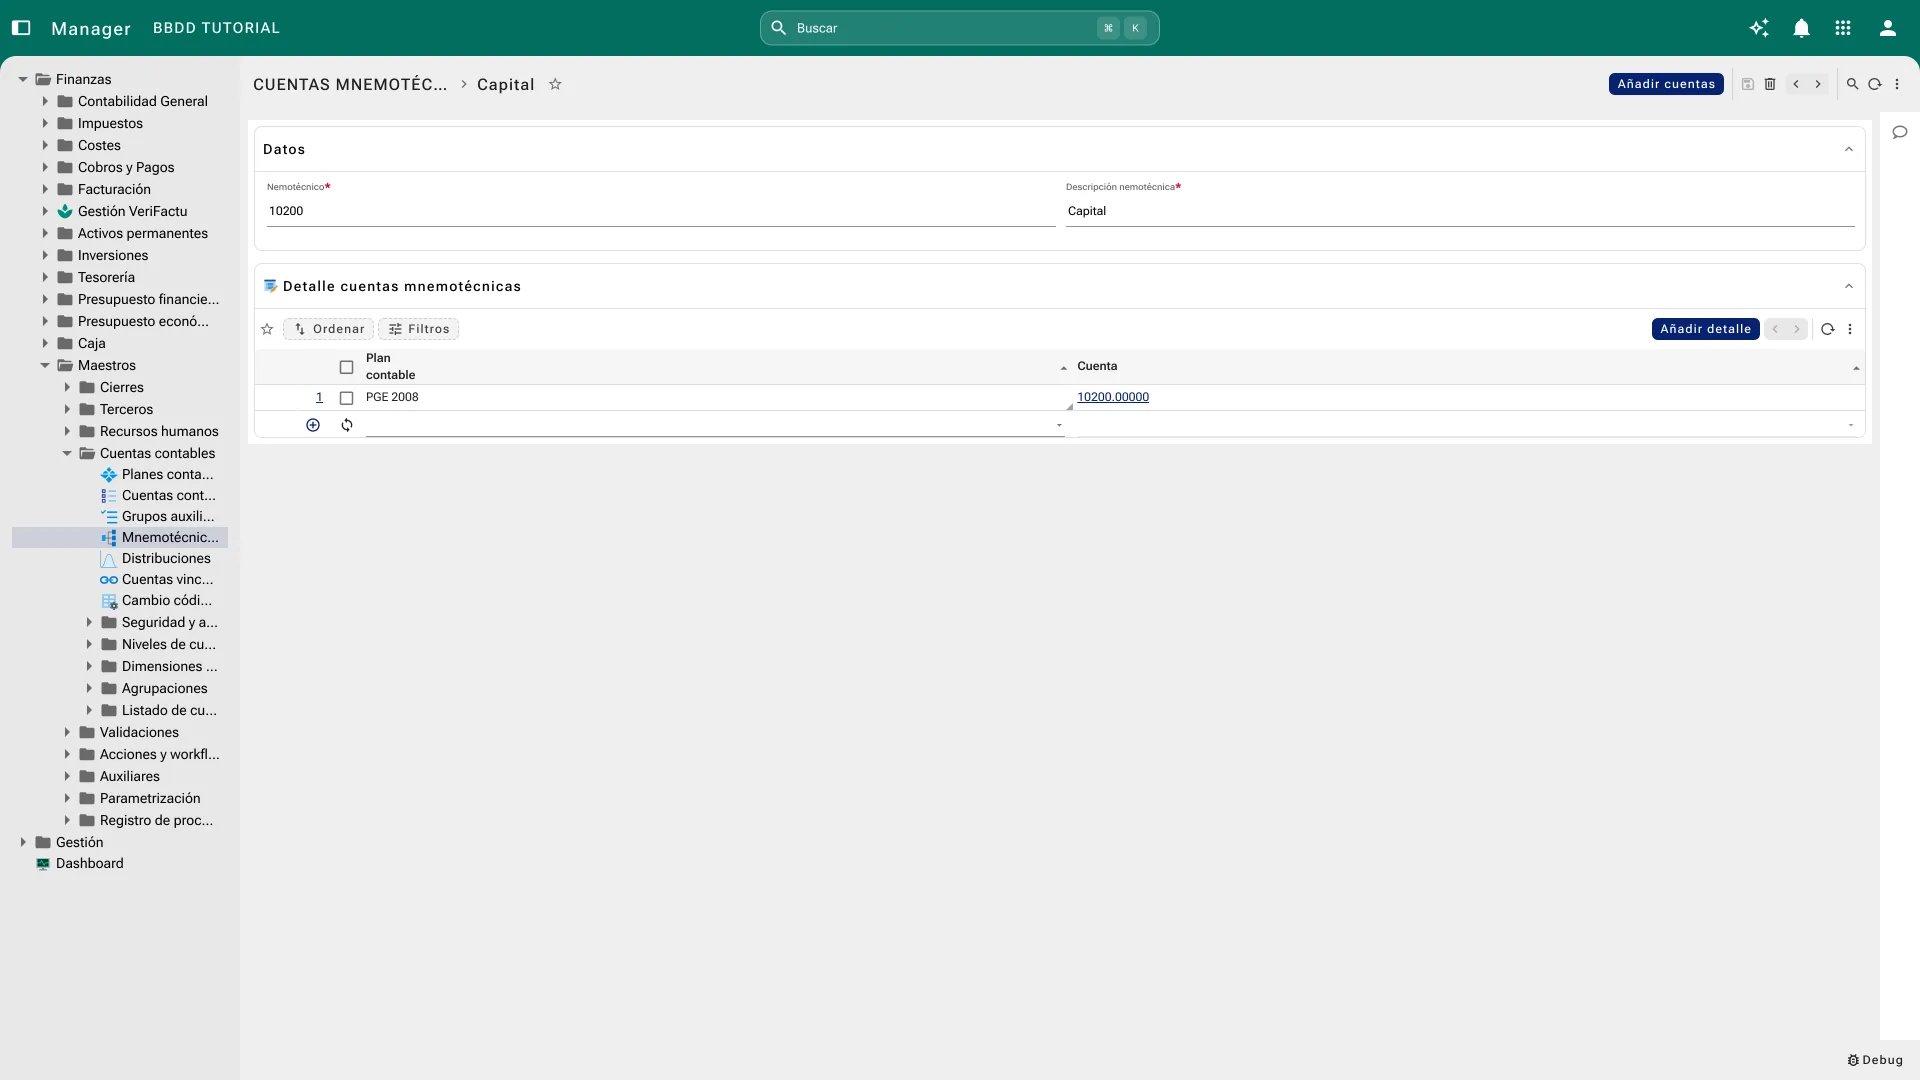 Manager
BBDD TUTORIAL
Buscar
⌘ K
Finanzas
Contabilidad General
Impuestos
Costes
Cobros y Pagos
Facturación
Gestión VeriFactu
Activos permanentes
Inversiones
Tesorería
Presupuesto financie...
Presupuesto econó...
Caja
Maestros
Cierres
Terceros
Recursos humanos
Cuentas contables
Planes conta...
Cuentas cont...
Grupos auxili...
Mnemotécnic...
Distribuciones
Cuentas vinc...
Cambio códi...
Seguridad y a...
Niveles de cu...
Dimensiones ...
Agrupaciones
Listado de cu...
Validaciones
Acciones y workfl...
Auxiliares
Parametrización
Registro de proc...
Gestión
Dashboard
CUENTAS MNEMOTÉC... > Capital
Añadir cuentas
Datos
Nemotécnico*
10200
Descripción nemotécnica*
Capital
Detalle cuentas mnemotécnicas
Ordenar
Filtros
Añadir detalle
Plan
contable
Cuenta
1 PGE 2008 10200.00000
Debug